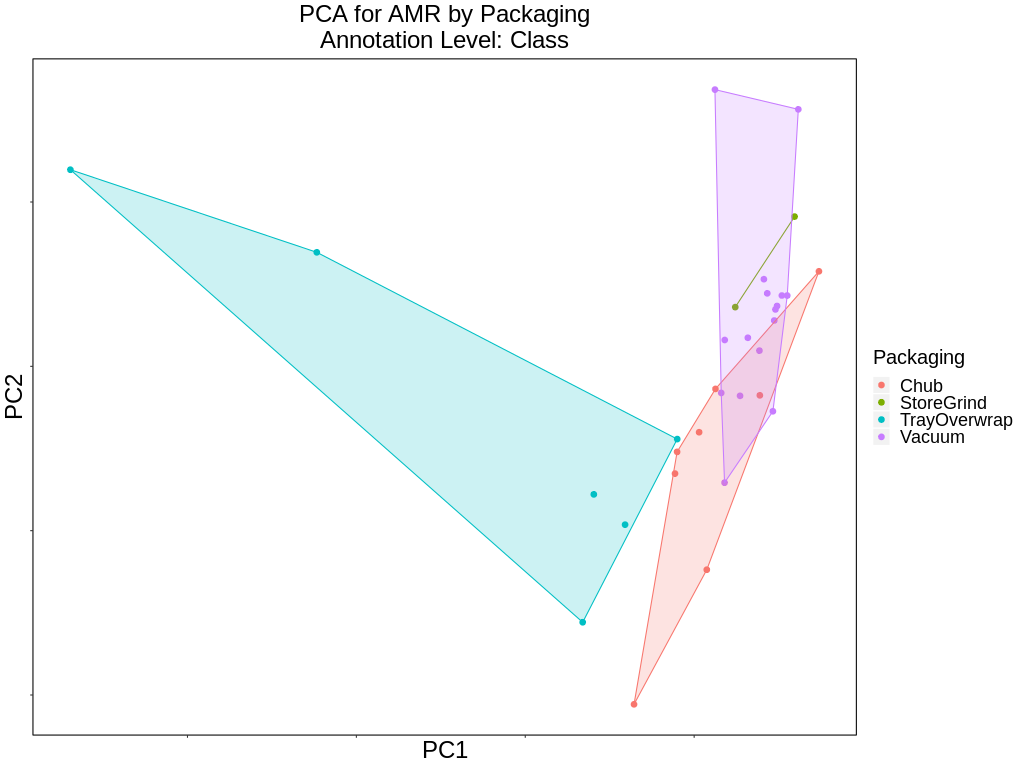 PCA for AMR by Packaging
Annotation Level: Class
PC2
PC1
Packaging
Chub
StoreGrind
TrayOverwrap
Vacuum